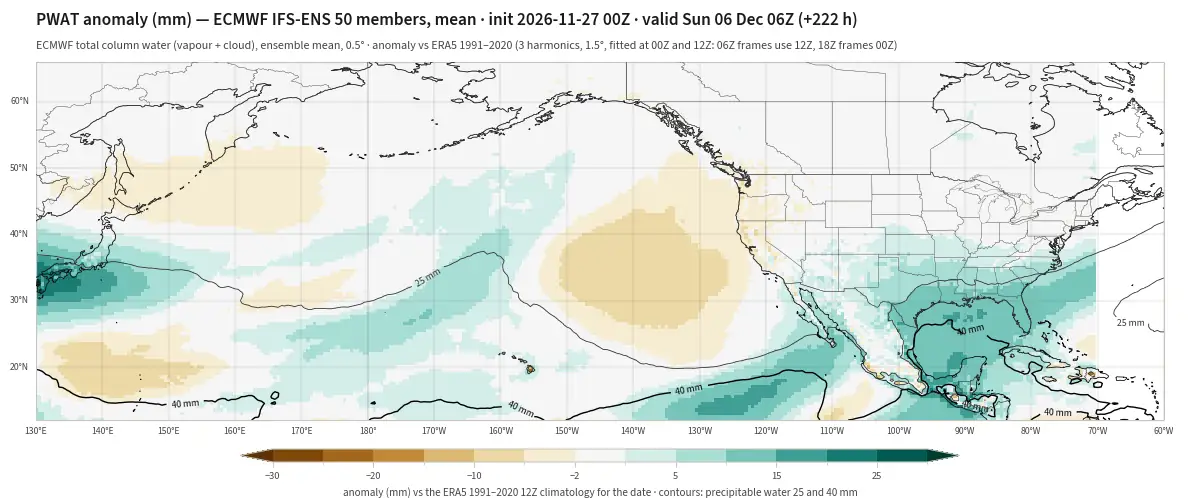 PWAT anomaly (mm) — ECMWF IFS-ENS 50 members, mean · init 2026-11-27 00Z · valid Sun 06 Dec 06Z (+222 h)
ECMWF total column water (vapour + cloud), ensemble mean, 0.5° · anomaly vs ERA5 1991–2020 (3 harmonics, 1.5°, fitted at 00Z and 12Z: 06Z frames use 12Z, 18Z frames 00Z)
60°N
50°N
40°N
30°N
20°N
25 mm
40 mm
25 mm
40 mm
40 mm
40 mm
40 mm
40 mm
130°E 140°E 150°E 160°E 170°E 180° 170°W 160°W 150°W 140°W 130°W 120°W 110°W 100°W 90°W 80°W 70°W 60°W
−30 −20 −10 −2 5 15 25
anomaly (mm) vs the ERA5 1991–2020 12Z climatology for the date · contours: precipitable water 25 and 40 mm